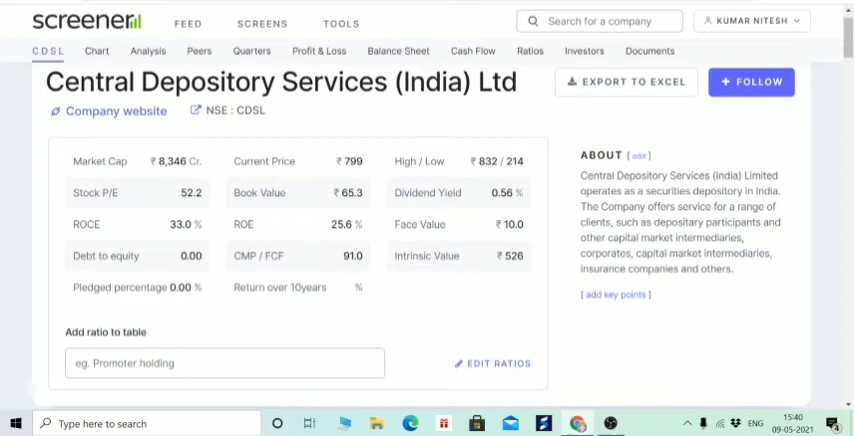 screener
FEED SCREENS TOOLS
Search for a company
KUMAR NITESH
CDSL Chart Analysis Peers Quarters Profit & Loss Balance Sheet Cash Flow Ratios Investors Documents
Central Depository Services (India) Ltd
EXPORT TO EXCEL
+ FOLLOW
Company website NSE : CDSL
Market Cap ₹ 8,346 Cr. Current Price ₹ 799 High / Low ₹ 832 / 214
Stock P/E 52.2 Book Value ₹ 65.3 Dividend Yield 0.56 %
ROCE 33.0 % ROE 25.6 % Face Value ₹ 10.0
Debt to equity 0.00 CMP / FCF 91.0 Intrinsic Value ₹ 526
Pledged percentage 0.00 % Return over 10years %
Add ratio to table
eg. Promoter holding
EDIT RATIOS
ABOUT [ edit ]
Central Depository Services (India) Limited
operates as a securities depository in India.
The Company offers service for a range of
clients, such as depositary participants and
other capital market intermediaries,
corporates, capital market intermediaries,
insurance companies and others.
[ add key points ]
Type here to search
ENG
15:40
09-05-2021
4